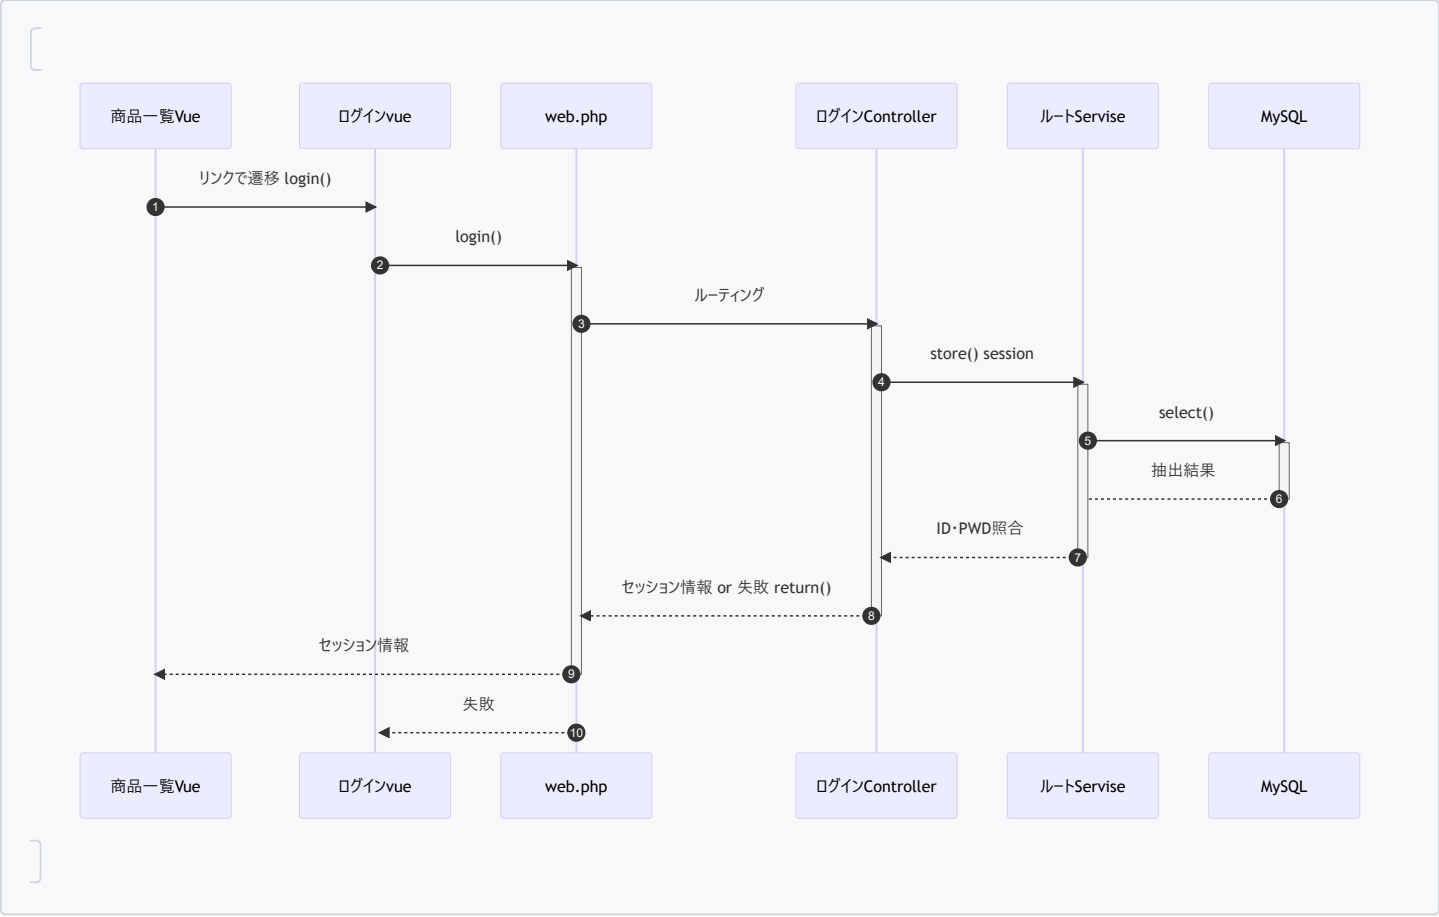 商品一覧Vue
ログインvue
web.php
ログインController
ルートServise
MySQL
リンクで遷移 login()
1
login()
2
ルーティング
3
store() session
4
select()
5
抽出結果
6
ID・PWD照合
7
セッション情報 or 失敗 return()
8
セッション情報
9
失敗
10
商品一覧Vue
ログインvue
web.php
ログインController
ルートServise
MySQL